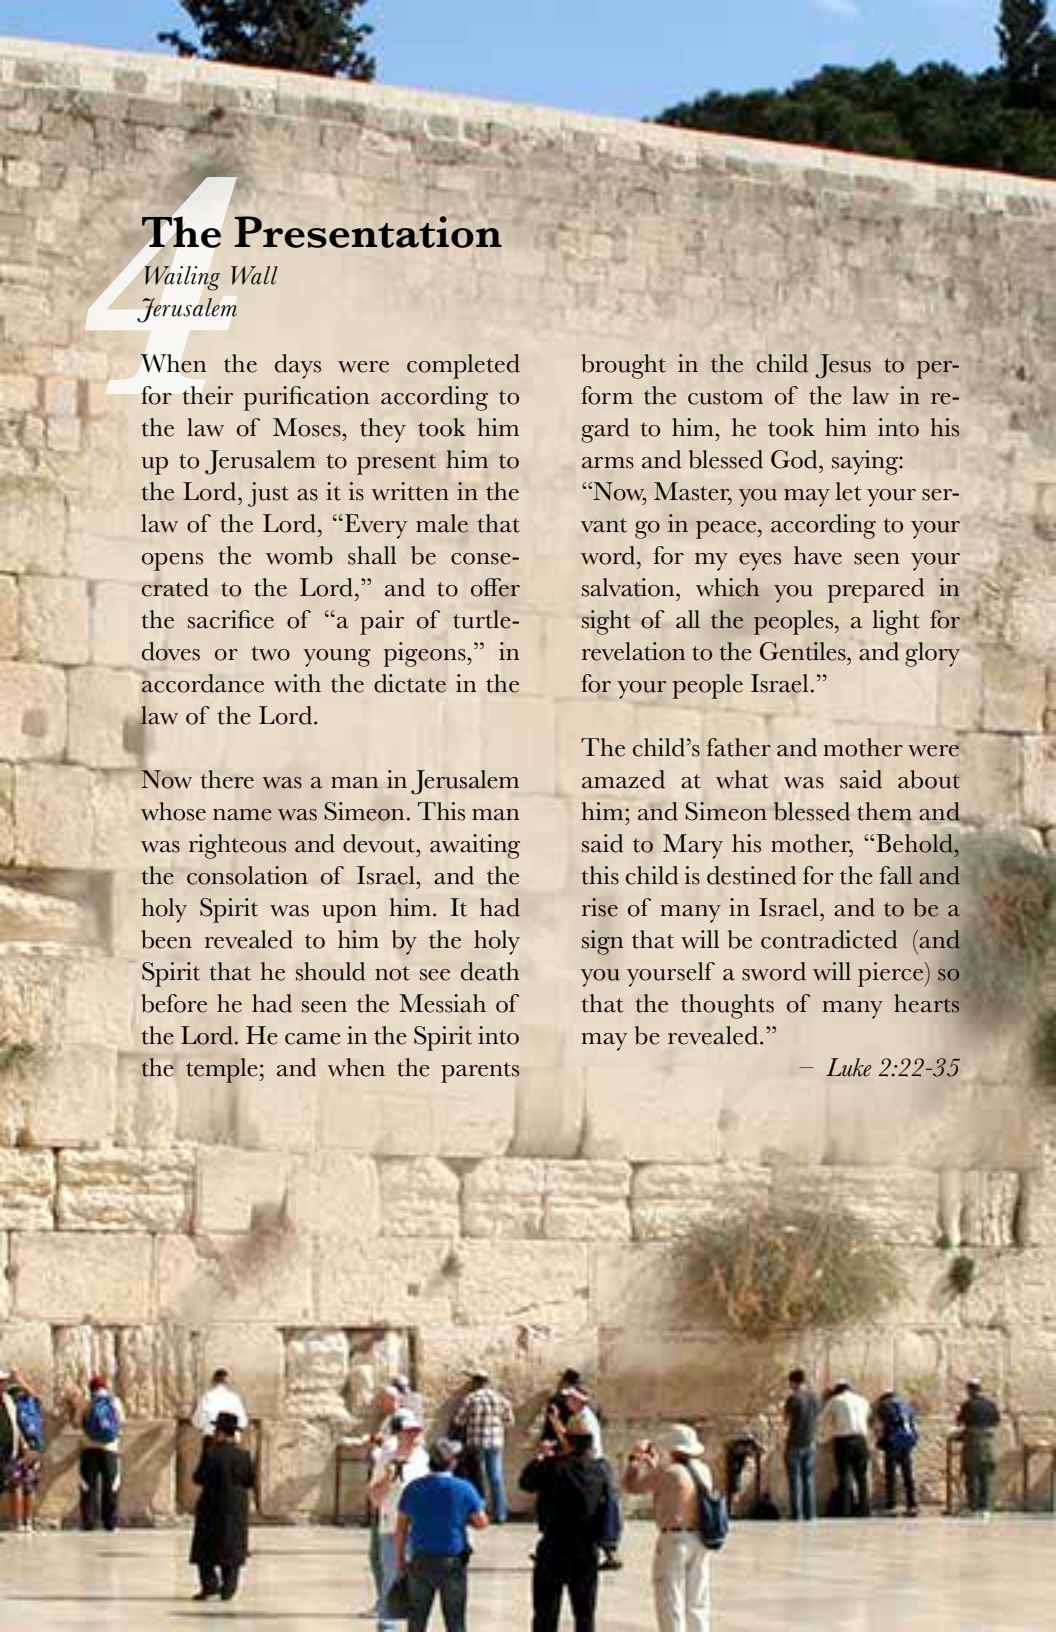 4
The Presentation
Wailing Wall
Jerusalem
When the days were completed
for their purification according to
the law of Moses, they took him
up to Jerusalem to present him to
the Lord, just as it is written in the
law of the Lord, “Every male that
opens the womb shall be conse-
crated to the Lord,” and to offer
the sacrifice of “a pair of turtle-
doves or two young pigeons,” in
accordance with the dictate in the
law of the Lord.
Now there was a man in Jerusalem
whose name was Simeon. This man
was righteous and devout, awaiting
the consolation of Israel, and the
holy Spirit was upon him. It had
been revealed to him by the holy
Spirit that he should not see death
before he had seen the Messiah of
the Lord. He came in the Spirit into
the temple; and when the parents
brought in the child Jesus to per-
form the custom of the law in re-
gard to him, he took him into his
arms and blessed God, saying:
“Now, Master, you may let your ser-
vant go in peace, according to your
word, for my eyes have seen your
salvation, which you prepared in
sight of all the peoples, a light for
revelation to the Gentiles, and glory
for your people Israel.”
The child’s father and mother were
amazed at what was said about
him; and Simeon blessed them and
said to Mary his mother, “Behold,
this child is destined for the fall and
rise of many in Israel, and to be a
sign that will be contradicted (and
you yourself a sword will pierce) so
that the thoughts of many hearts
may be revealed.”
– Luke 2:22-35